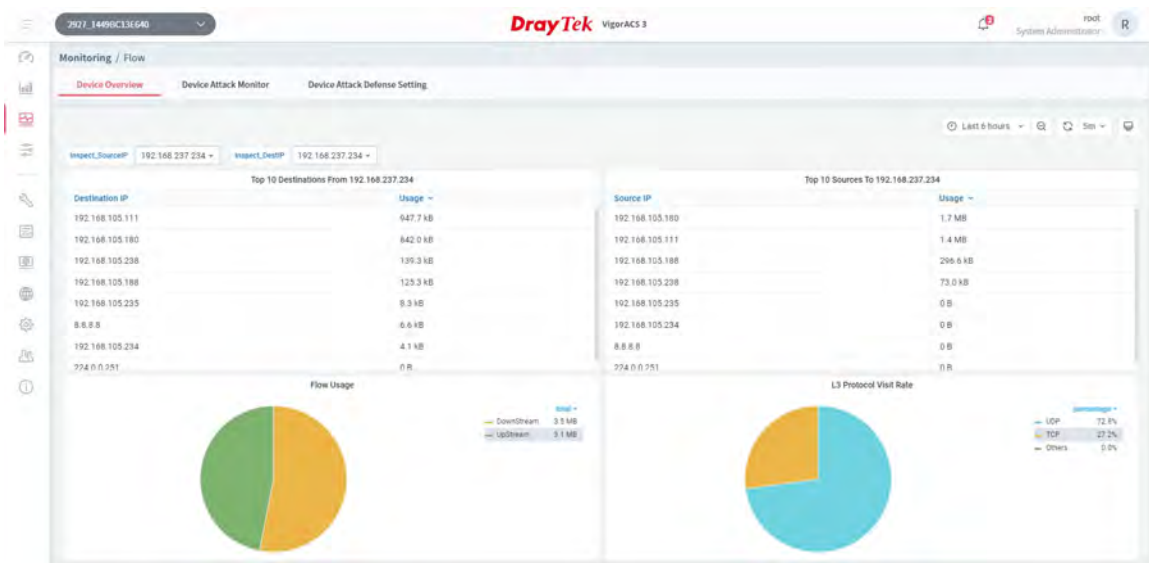 2927_1449BC33E640
DrayTek VigorACS 3
root
System Administrator
R
Monitoring / Flow
Device Overview
Device Attack Monitor
Device Attack Defense Setting
Last 6 hours
5m
Inspect_SourceIP
192.168.237.234
Inspect_DestIP
192.168.237.234
Top 10 Destinations From 192.168.237.234
Destination IP Usage
192.168.105.111 947.7 kB
192.168.105.180 842.0 kB
192.168.105.238 139.3 kB
192.168.105.188 125.3 kB
192.168.105.235 8.3 kB
8.8.8.8 6.6 kB
192.168.105.234 4.1 kB
224.0.0.251 0 B
Top 10 Sources To 192.168.237.234
Source IP Usage
192.168.105.180 1.7 MB
192.168.105.111 1.4 MB
192.168.105.188 296.6 kB
192.168.105.238 73.0 kB
192.168.105.235 0 B
192.168.105.234 0 B
8.8.8.8 0 B
224.0.0.251 0 B
Flow Usage
total
DownStream 3.5 MB
UpStream 3.1 MB
L3 Protocol Visit Rate
percentage
UDP 72.8%
TCP 27.2%
Others 0.0%